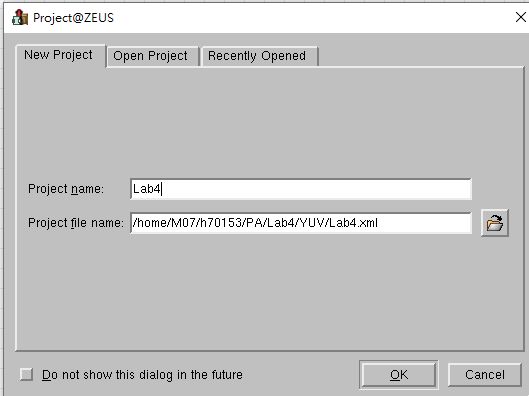 Project@ZEUS
New Project Open Project Recently Opened
Project name: Lab4
Project file name: /home/M07/h70153/PA/Lab4/YUV/Lab4.xml
Do not show this dialog in the future OK Cancel